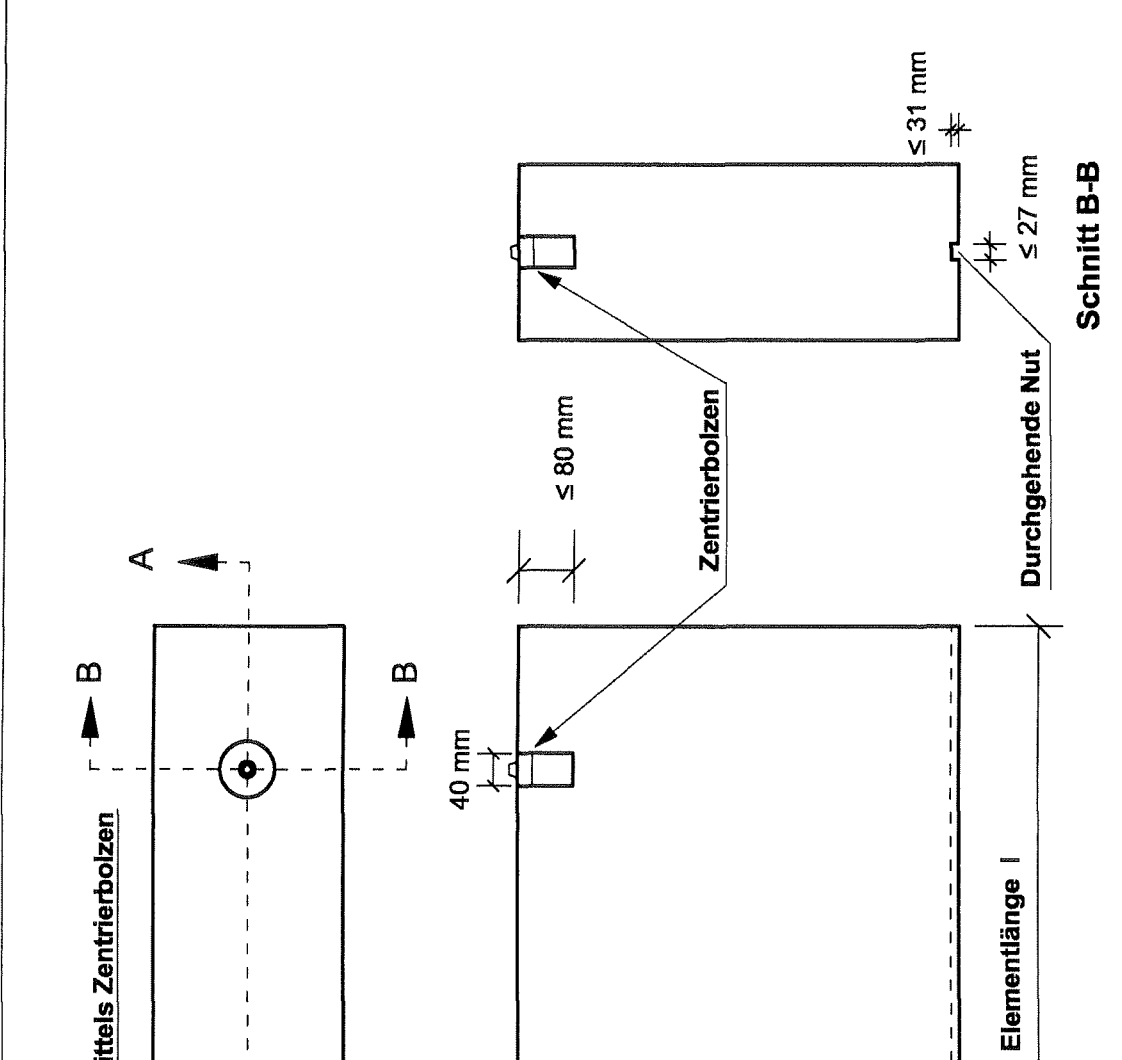 ittels Zentrierbolzen
B
B
A
40 mm
≤ 80 mm
Zentrierbolzen
≤ 31 mm
≤ 27 mm
Durchgehende Nut
Elementlänge l
Schnitt B-B